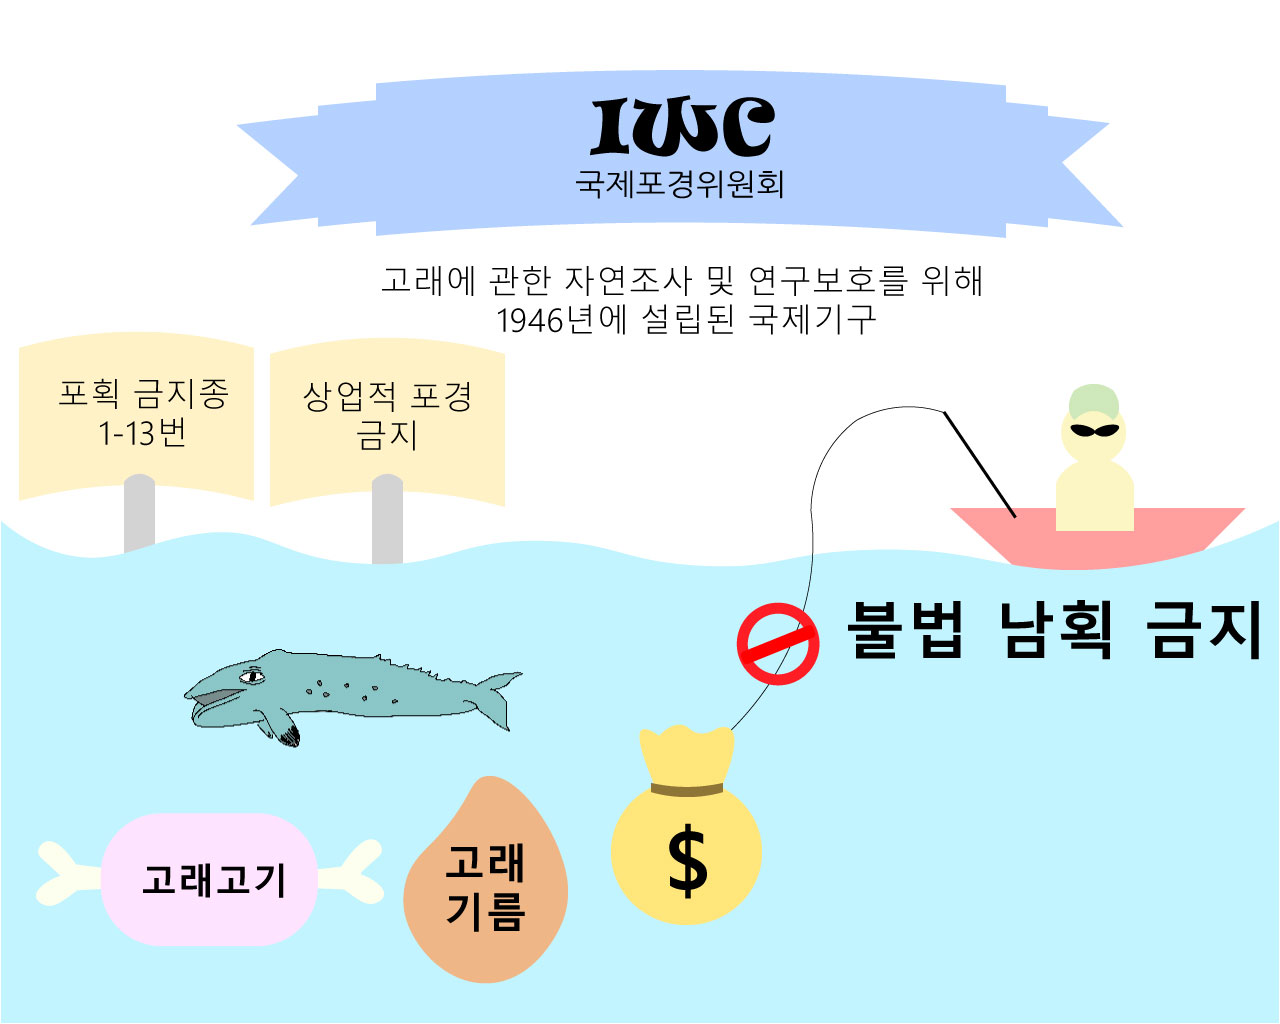 IWC
국제포경위원회
고래에 관한 자연조사 및 연구보호를 위해
1946년에 설립된 국제기구
포획 금지종
1-13번
상업적 포경
금지
불법 남획 금지
고래고기
고래
기름
$